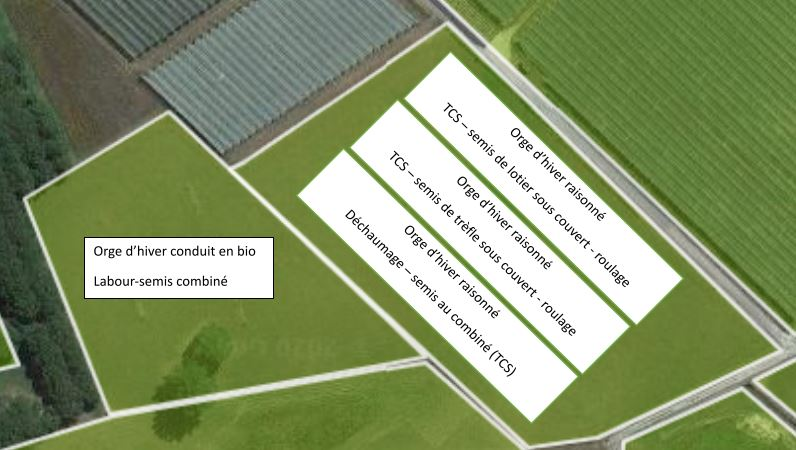 Orge d'hiver conduit en bio
Labour-semis combiné
Orge d'hiver raisonné
TCS – semis de lotier sous couvert - roulage
Orge d'hiver raisonné
TCS – semis de trèfle sous couvert - roulage
Orge d'hiver raisonné
Déchaumage – semis au combiné (TCS)